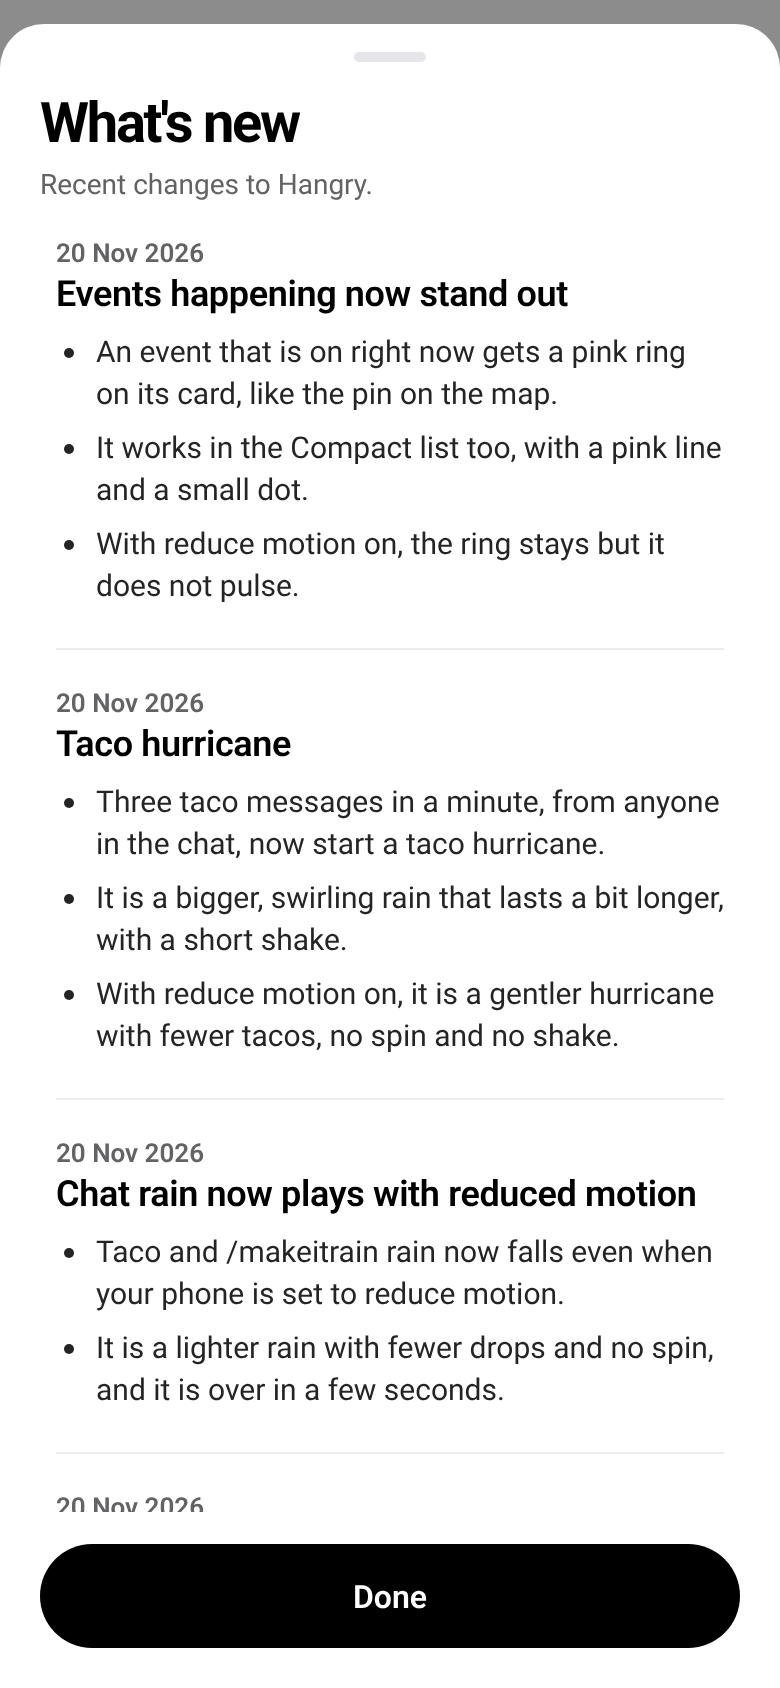 What's new
Recent changes to Hangry.
20 Nov 2026
Events happening now stand out
An event that is on right now gets a pink ring
on its card, like the pin on the map.
It works in the Compact list too, with a pink line
and a small dot.
With reduce motion on, the ring stays but it
does not pulse.
20 Nov 2026
Taco hurricane
Three taco messages in a minute, from anyone
in the chat, now start a taco hurricane.
It is a bigger, swirling rain that lasts a bit longer,
with a short shake.
With reduce motion on, it is a gentler hurricane
with fewer tacos, no spin and no shake.
20 Nov 2026
Chat rain now plays with reduced motion
Taco and /makeitrain rain now falls even when
your phone is set to reduce motion.
It is a lighter rain with fewer drops and no spin,
and it is over in a few seconds.
20 Nov 2026
Done